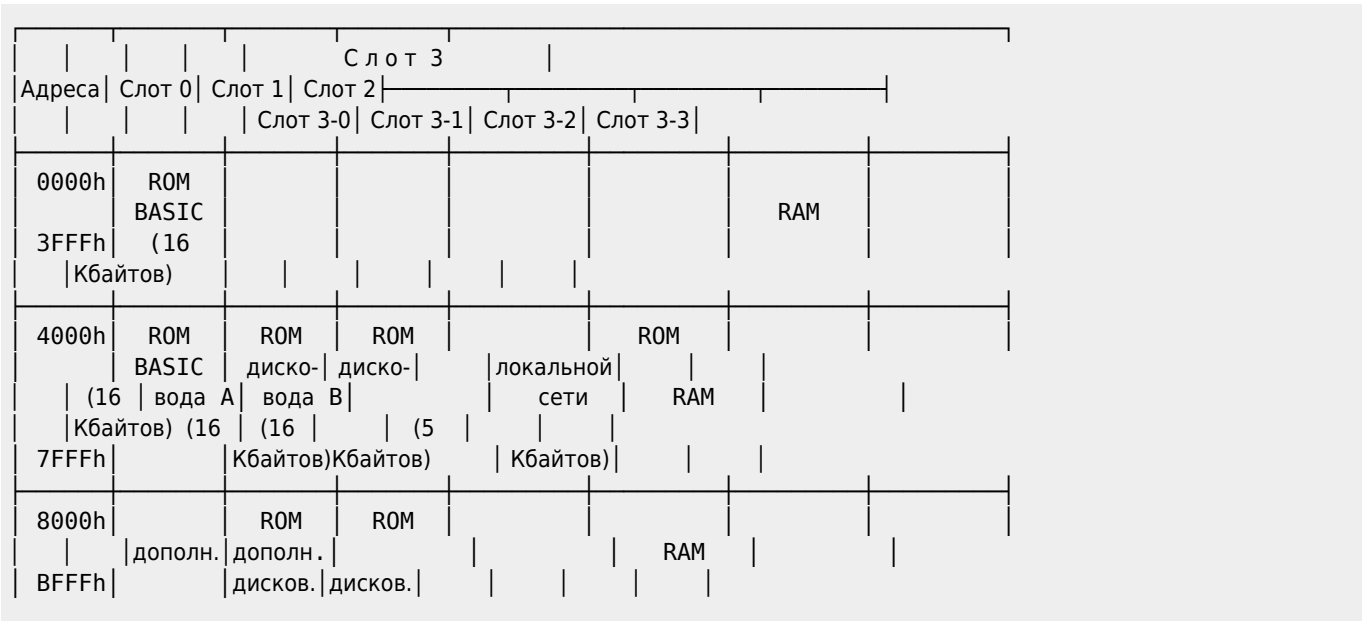 С л о т 3
Адреса Слот 0 Слот 1 Слот 2
Слот 3-0 Слот 3-1 Слот 3-2 Слот 3-3
0000h ROM
BASIC RAM
3FFFh (16
Кбайтов)
4000h ROM ROM ROM ROM
BASIC диско- диско- локальной
(16 вода A вода B сети RAM
Кбайтов) (16 (16 (5
7FFFh Кбайтов)Кбайтов) Кбайтов)
8000h ROM ROM
дополн. дополн. RAM
BFFFh дисков. дисков.